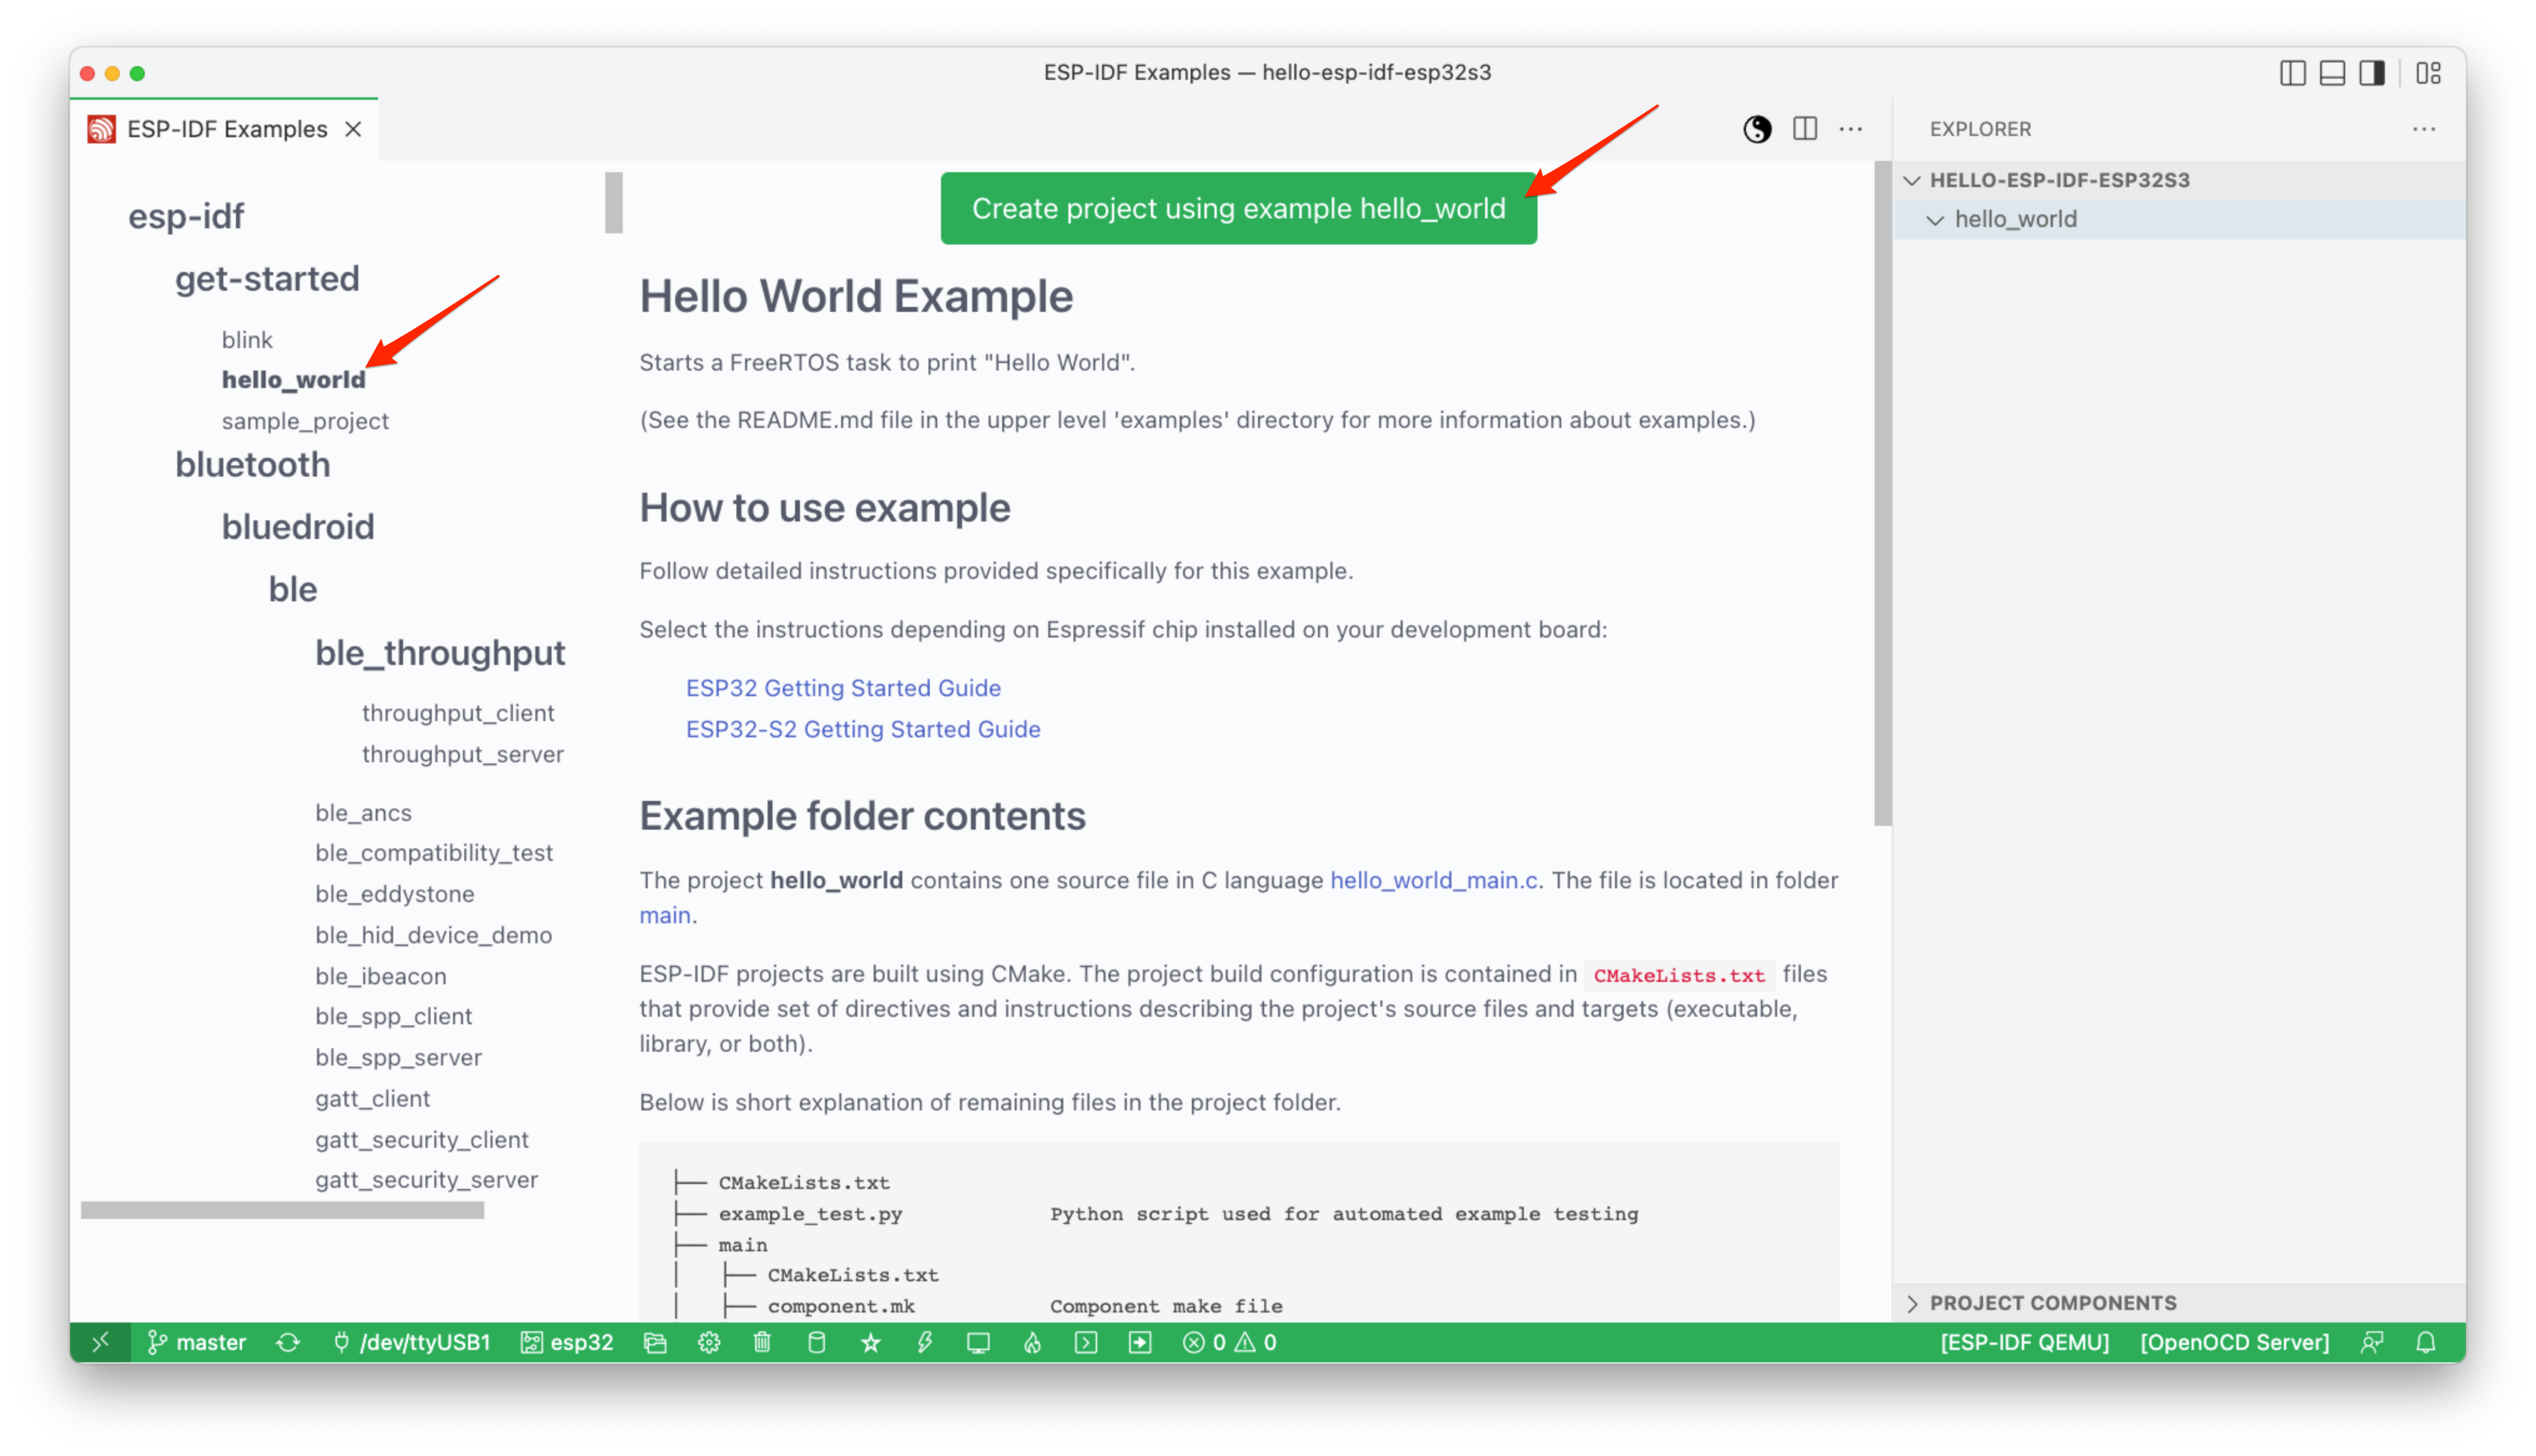 ESP-IDF Examples — hello-esp-idf-esp32s3
ESP-IDF Examples
esp-idf
get-started
blink
hello_world
sample_project
bluetooth
bluedroid
ble
ble_throughput
throughput_client
throughput_server
ble_ancs
ble_compatibility_test
ble_eddystone
ble_hid_device_demo
ble_ibeacon
ble_spp_client
ble_spp_server
gatt_client
gatt_security_client
gatt_security_server
Create project using example hello_world
Hello World Example
Starts a FreeRTOS task to print "Hello World".
(See the README.md file in the upper level 'examples' directory for more information about examples.)
How to use example
Follow detailed instructions provided specifically for this example.
Select the instructions depending on Espressif chip installed on your development board:
ESP32 Getting Started Guide
ESP32-S2 Getting Started Guide
Example folder contents
The project hello_world contains one source file in C language hello_world_main.c. The file is located in folder
main.
ESP-IDF projects are built using CMake. The project build configuration is contained in CMakeLists.txt files
that provide set of directives and instructions describing the project's source files and targets (executable,
library, or both).
Below is short explanation of remaining files in the project folder.
├── CMakeLists.txt
├── example_test.py Python script used for automated example testing
├── main
│ ├── CMakeLists.txt
│ ├── component.mk Component make file
EXPLORER
HELLO-ESP-IDF-ESP32S3
hello_world
PROJECT COMPONENTS
master /dev/ttyUSB1 esp32 0 0 [ESP-IDF QEMU] [OpenOCD Server]